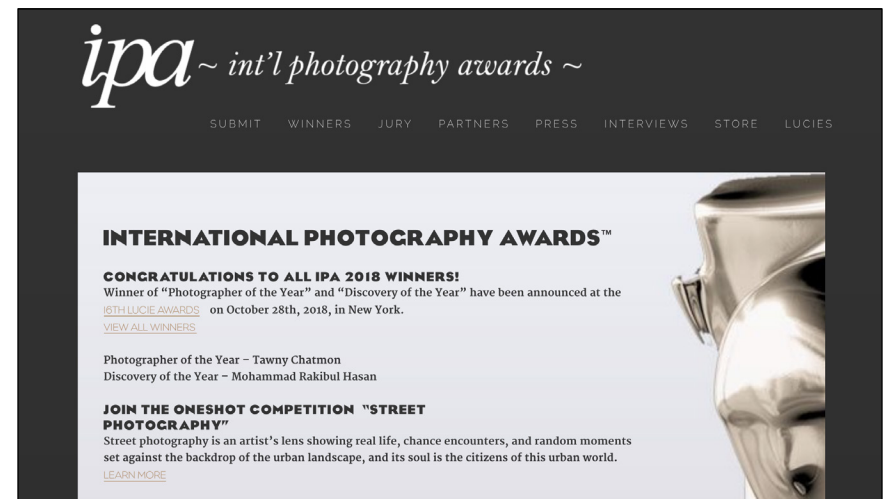 ipa ~ int'l photography awards ~
SUBMIT WINNERS JURY PARTNERS PRESS INTERVIEWS STORE LUCIES
INTERNATIONAL PHOTOGRAPHY AWARDS™
CONGRATULATIONS TO ALL IPA 2018 WINNERS!
Winner of “Photographer of the Year” and “Discovery of the Year” have been announced at the
16TH LUCIE AWARDS on October 28th, 2018, in New York.
VIEW ALL WINNERS
Photographer of the Year – Tawny Chatmon
Discovery of the Year – Mohammad Rakibul Hasan
JOIN THE ONESHOT COMPETITION “STREET
PHOTOGRAPHY”
Street photography is an artist’s lens showing real life, chance encounters, and random moments
set against the backdrop of the urban landscape, and its soul is the citizens of this urban world.
LEARN MORE